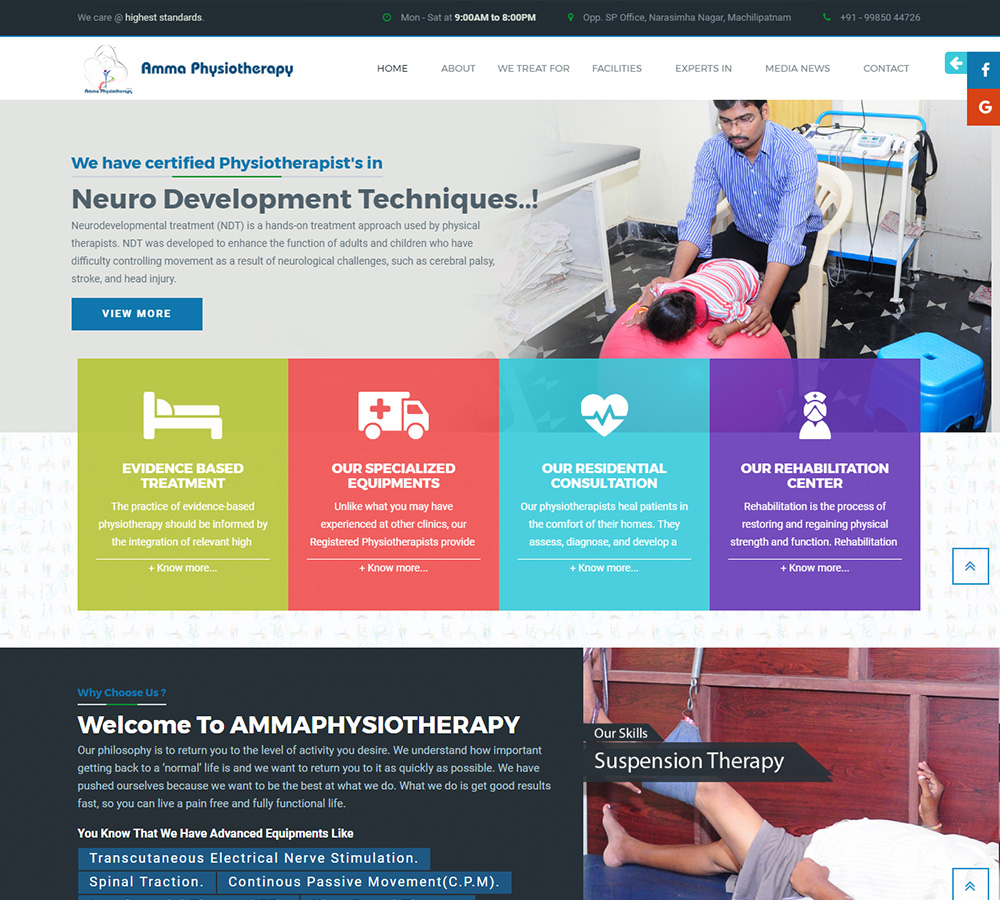 We care @ highest standards.
Mon - Sat at 9:00AM to 8:00PM
Opp. SP Office, Narasimha Nagar, Machilipatnam
+91 - 99850 44726
Amma Physiotherapy
Amma Physiotherapy
HOME
ABOUT
WE TREAT FOR
FACILITIES
EXPERTS IN
MEDIA NEWS
CONTACT
f
G
We have certified Physiotherapist's in
Neuro Development Techniques..!
Neurodevelopmental treatment (NDT) is a hands-on treatment approach used by physical
therapists. NDT was developed to enhance the function of adults and children who have
difficulty controlling movement as a result of neurological challenges, such as cerebral palsy,
stroke, and head injury.
VIEW MORE
EVIDENCE BASED
TREATMENT
The practice of evidence-based
physiotherapy should be informed by
the integration of relevant high
+ Know more...
OUR SPECIALIZED
EQUIPMENTS
Unlike what you may have
experienced at other clinics, our
Registered Physiotherapists provide
+ Know more...
OUR RESIDENTIAL
CONSULTATION
Our physiotherapists heal patients in
the comfort of their homes. They
assess, diagnose, and develop a
+ Know more...
OUR REHABILITATION
CENTER
Rehabilitation is the process of
restoring and regaining physical
strength and function. Rehabilitation
+ Know more...
Why Choose Us ?
Welcome To AMMAPHYSIOTHERAPY
Our philosophy is to return you to the level of activity you desire. We understand how important
getting back to a 'normal' life is and we want to return you to it as quickly as possible. We have
pushed ourselves because we want to be the best at what we do. What we do is get good results
fast, so you can live a pain free and fully functional life.
You Know That We Have Advanced Equipments Like
Transcutaneous Electrical Nerve Stimulation.
Spinal Traction.
Continous Passive Movement(C.P.M).
Our Skills
Suspension Therapy